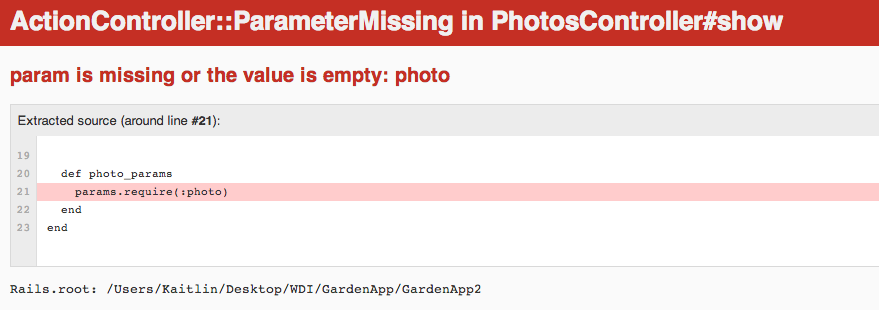 ActionController::ParameterMissing in PhotosController#show
param is missing or the value is empty: photo
Extracted source (around line #21):
19
20 def photo_params
21 params.require(:photo)
22 end
23 end
Rails.root: /Users/Kaitlin/Desktop/WDI/GardenApp/GardenApp2